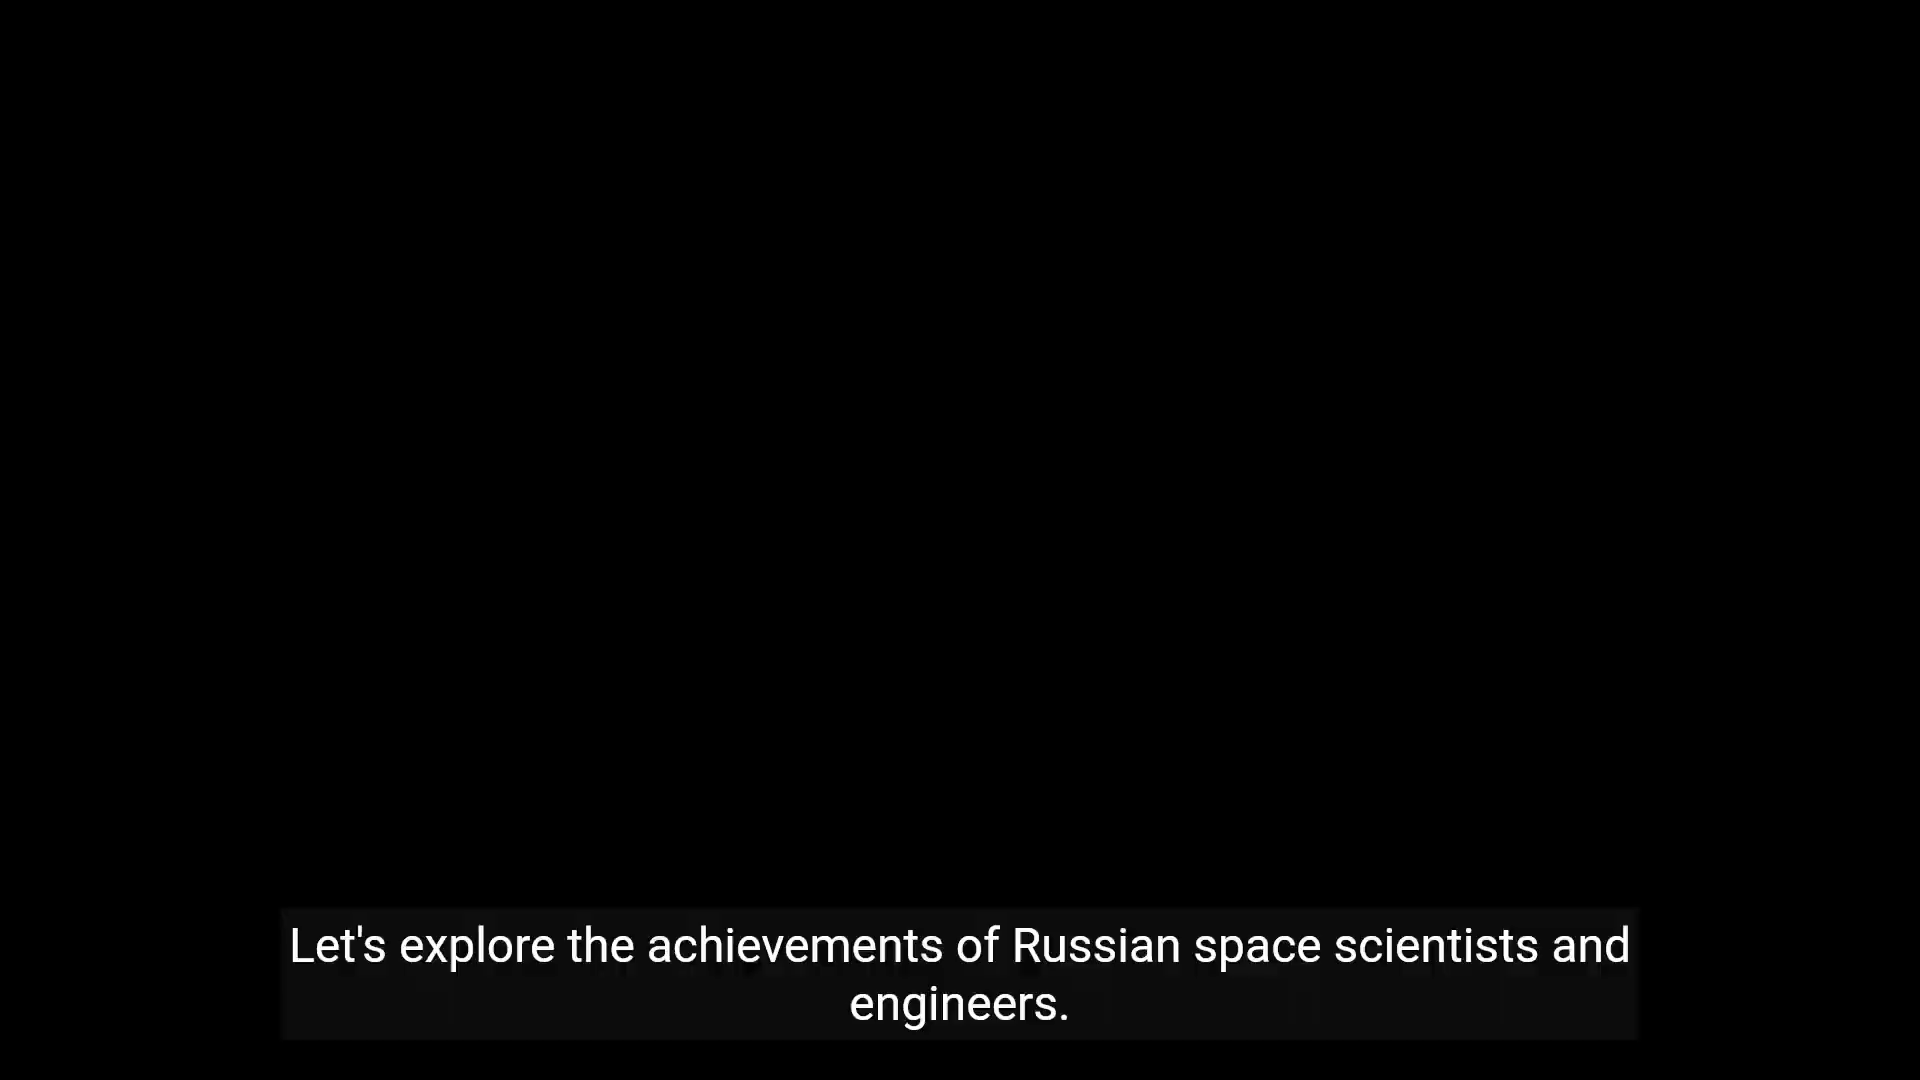 Let's explore the achievements of Russian space scientists and
engineers.